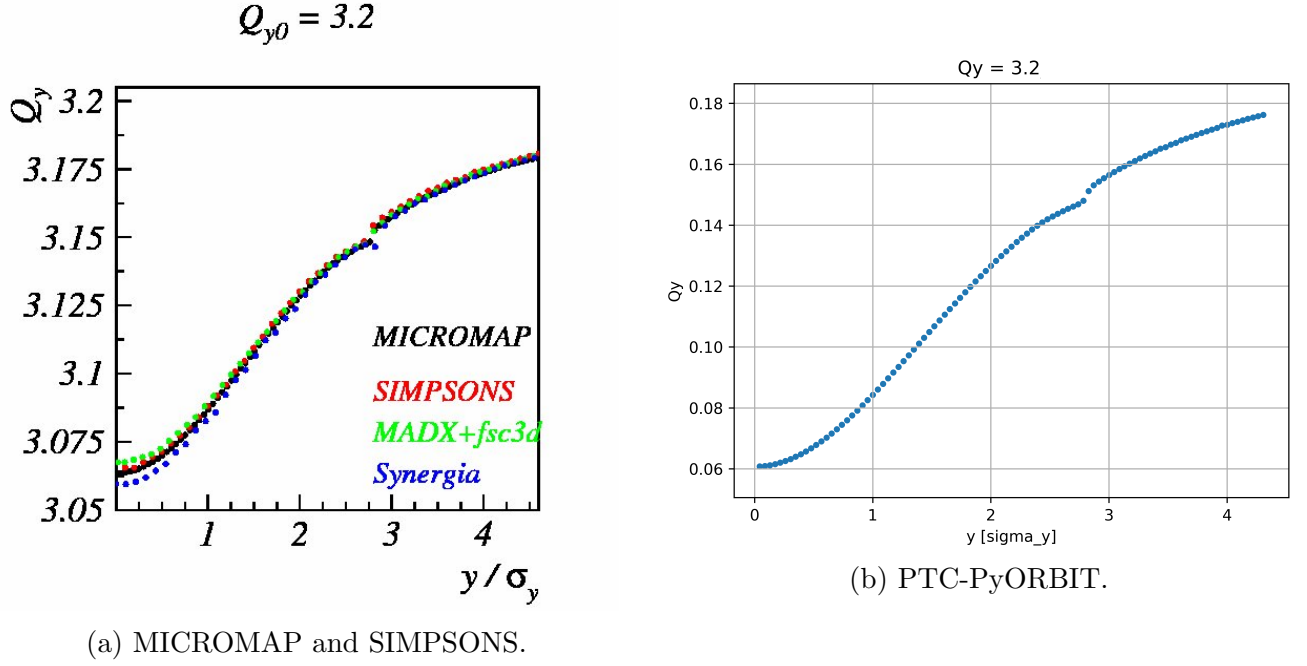 Q_y0 = 3.2
Q_y
3.2
3.175
3.15
3.125
3.1
3.075
3.05
MICROMAP
SIMPSONS
MADX+fsc3d
Synergia
1 2 3 4
y / σ_y
(a) MICROMAP and SIMPSONS.
Qy = 3.2
Qy
0.18
0.16
0.14
0.12
0.10
0.08
0.06
0 1 2 3 4
y [sigma_y]
(b) PTC-PyORBIT.